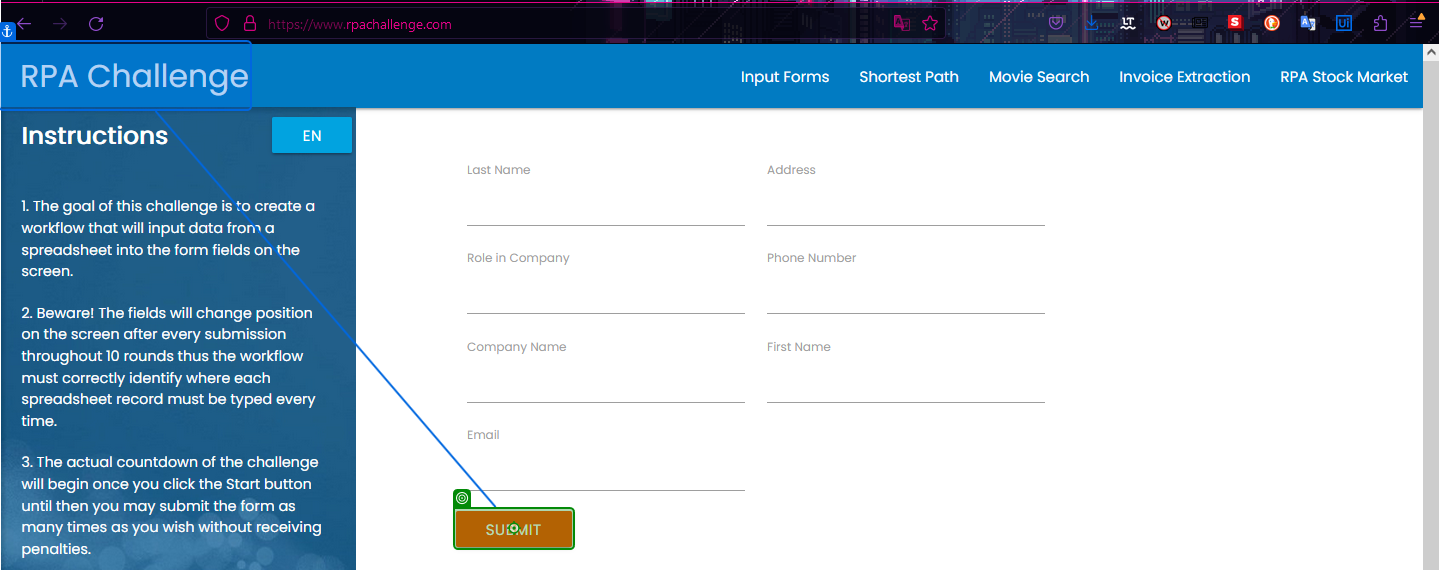 https://www.rpachallenge.com
RPA Challenge
Input Forms
Shortest Path
Movie Search
Invoice Extraction
RPA Stock Market
Instructions
EN
1. The goal of this challenge is to create a
workflow that will input data from a
spreadsheet into the form fields on the
screen.
2. Beware! The fields will change position
on the screen after every submission
throughout 10 rounds thus the workflow
must correctly identify where each
spreadsheet record must be typed every
time.
3. The actual countdown of the challenge
will begin once you click the Start button
until then you may submit the form as
many times as you wish without receiving
penalties.
Last Name
Address
Role in Company
Phone Number
Company Name
First Name
Email
SUBMIT